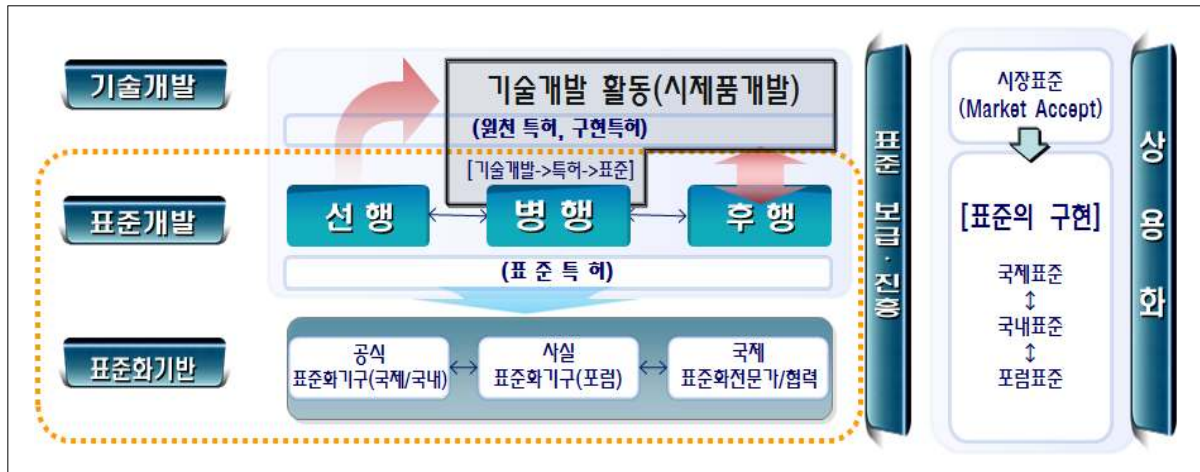 기술개발
기술개발 활동(시제품개발)
(원천 특허, 구현특허)
[기술개발->특허->표준]
표준개발
선행
병행
후행
(표 준 특 허)
표준화기반
공식
표준화기구(국제/국내)
사실
표준화기구(포럼)
국제
표준화전문가/협력
표준 보급·진흥
시장표준
(Market Accept)
[표준의 구현]
국제표준
↕
국내표준
↕
포럼표준
상용화